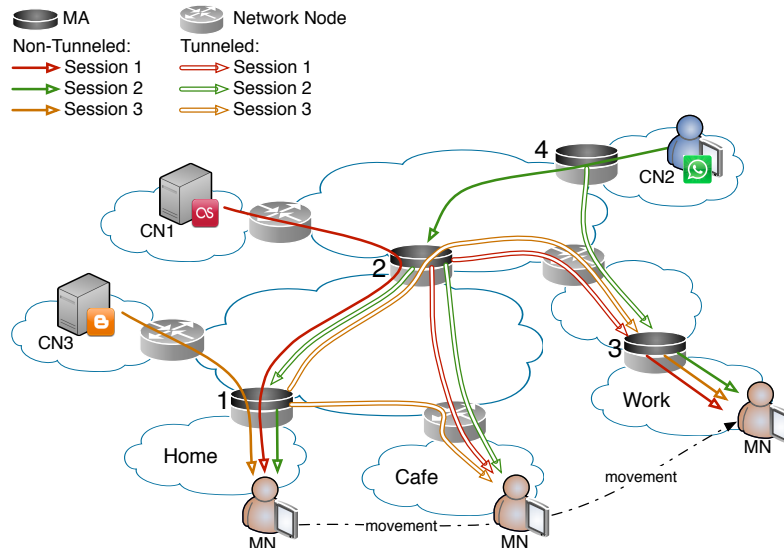 MA
Network Node
Non-Tunneled:
Tunneled:
Session 1
Session 1
Session 2
Session 2
Session 3
Session 3
4
CN2
CN1
os
2
CN3
3
1
Work
Home
Cafe
MN
movement
MN
movement
MN